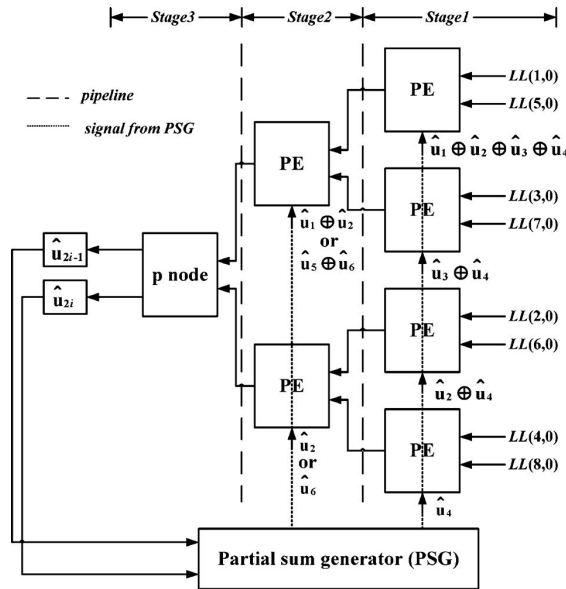 Stage3 Stage2 Stage1
pipeline
signal from PSG
PE
LL(1,0)
LL(5,0)
û₁ ⊕ û₂ ⊕ û₃ ⊕ û₄
PE
LL(3,0)
LL(7,0)
û₃ ⊕ û₄
PE
LL(2,0)
LL(6,0)
û₂ ⊕ û₄
PE
LL(4,0)
LL(8,0)
û₄
PE
û₁ ⊕ û₂
or
û₅ ⊕ û₆
PE
û₂
or
û₆
p node
û₂ᵢ₋₁
û₂ᵢ
Partial sum generator (PSG)